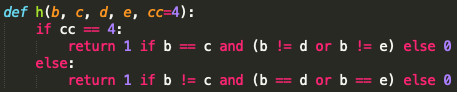 def h(b, c, d, e, cc=4):
    if cc == 4:
        return 1 if b == c and (b != d or b != e) else 0
    else:
        return 1 if b != c and (b == d or b == e) else 0